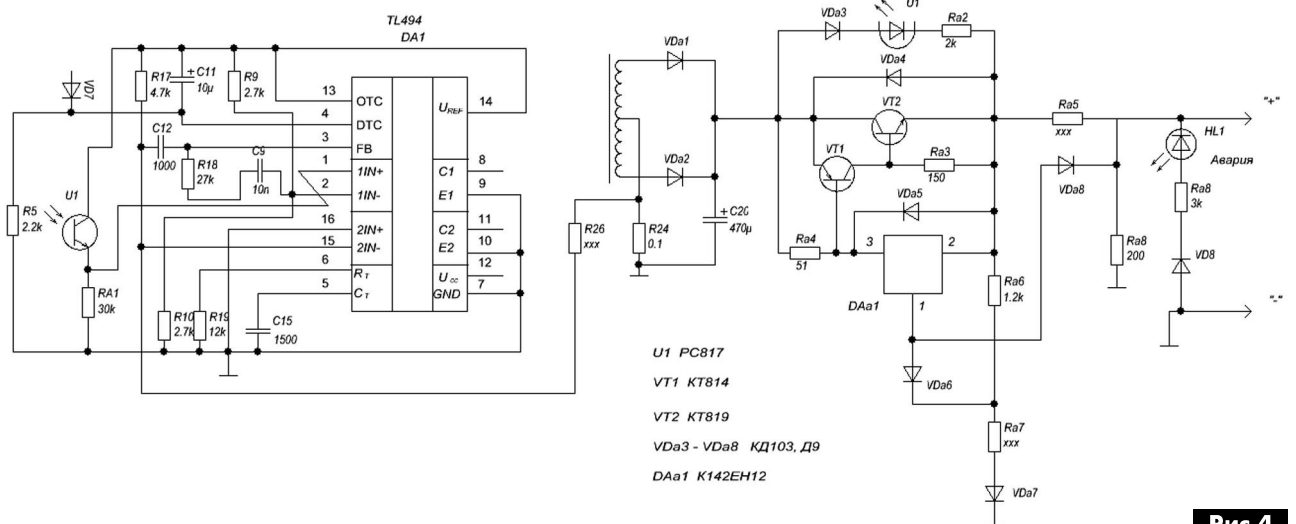 TL494
DA1
VD7
R17
4.7k
C11
10µ
R9
2.7k
C12
1000
R18
27k
C9
10n
R5
2.2k
U1
RA1
30k
R10
2.7k
R19
12k
C15
1500
13
4
3
1
2
16
15
6
5
OTC
DTC
FB
1IN+
1IN-
2IN+
2IN-
RT
CT
UREF
C1
E1
C2
E2
Ucc
GND
14
8
9
11
10
12
7
VDa1
VDa2
R26
xxx
R24
0.1
C20
470µ
VDa3
U1
Ra2
2k
VDa4
VT2
VT1
Ra3
150
VDa5
Ra4
51
3
2
1
DAa1
Ra5
xxx
VDa8
Ra8
200
Ra6
1.2k
VDa6
Ra7
xxx
VDa7
"+"
HL1
Авария
Ra8
3k
VD8
"-"
U1 PC817
VT1 КТ814
VT2 КТ819
VDa3 - VDa8 КД103, Д9
DAa1 К142ЕН12
Рис 4